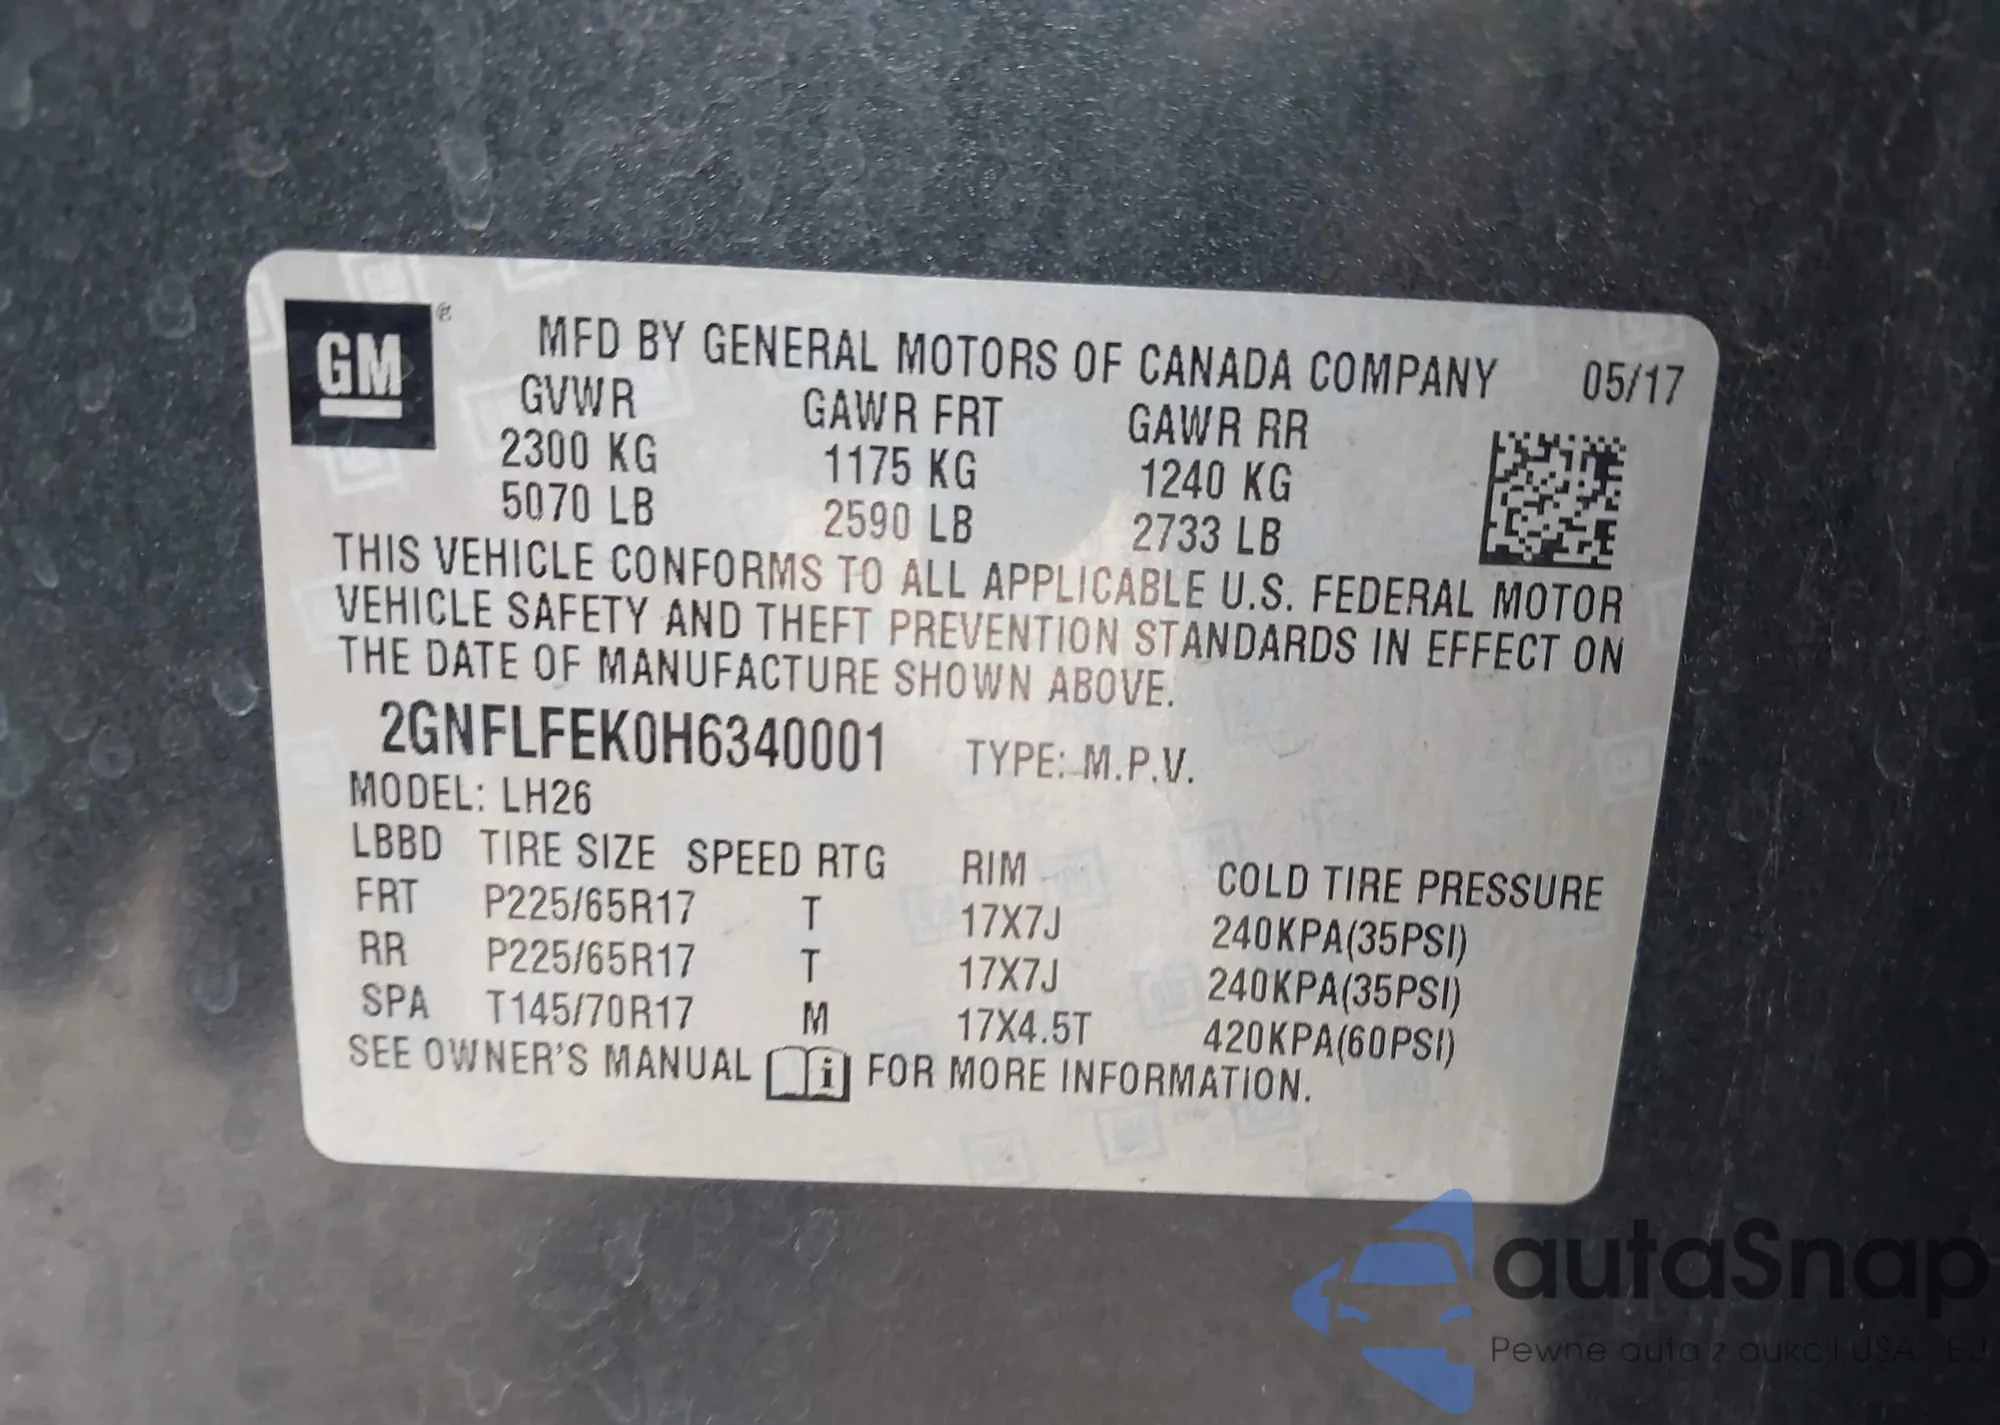 GM ®
MFD BY GENERAL MOTORS OF CANADA COMPANY 05/17
GVWR GAWR FRT GAWR RR
2300 KG 1175 KG 1240 KG
5070 LB 2590 LB 2733 LB
THIS VEHICLE CONFORMS TO ALL APPLICABLE U.S. FEDERAL MOTOR
VEHICLE SAFETY AND THEFT PREVENTION STANDARDS IN EFFECT ON
THE DATE OF MANUFACTURE SHOWN ABOVE.
2GNFLFEK0H6340001 TYPE: M.P.V.
MODEL: LH26
LBBD TIRE SIZE SPEED RTG RIM COLD TIRE PRESSURE
FRT P225/65R17 T 17X7J 240KPA(35PSI)
RR P225/65R17 T 17X7J 240KPA(35PSI)
SPA T145/70R17 M 17X4.5T 420KPA(60PSI)
SEE OWNER'S MANUAL i FOR MORE INFORMATION.
autaSnap
Pewne auta z aukcji USA